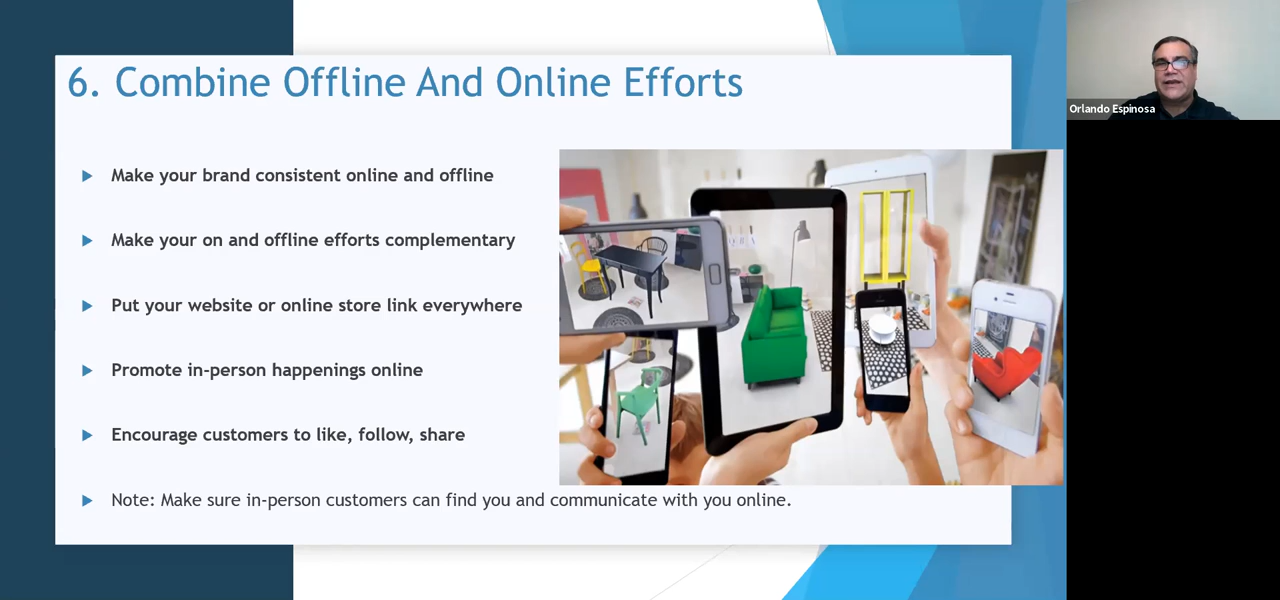 6. Combine Offline And Online Efforts
Make your brand consistent online and offline
Make your on and offline efforts complementary
Put your website or online store link everywhere
Promote in-person happenings online
Encourage customers to like, follow, share
Note: Make sure in-person customers can find you and communicate with you online.
Orlando Espinosa